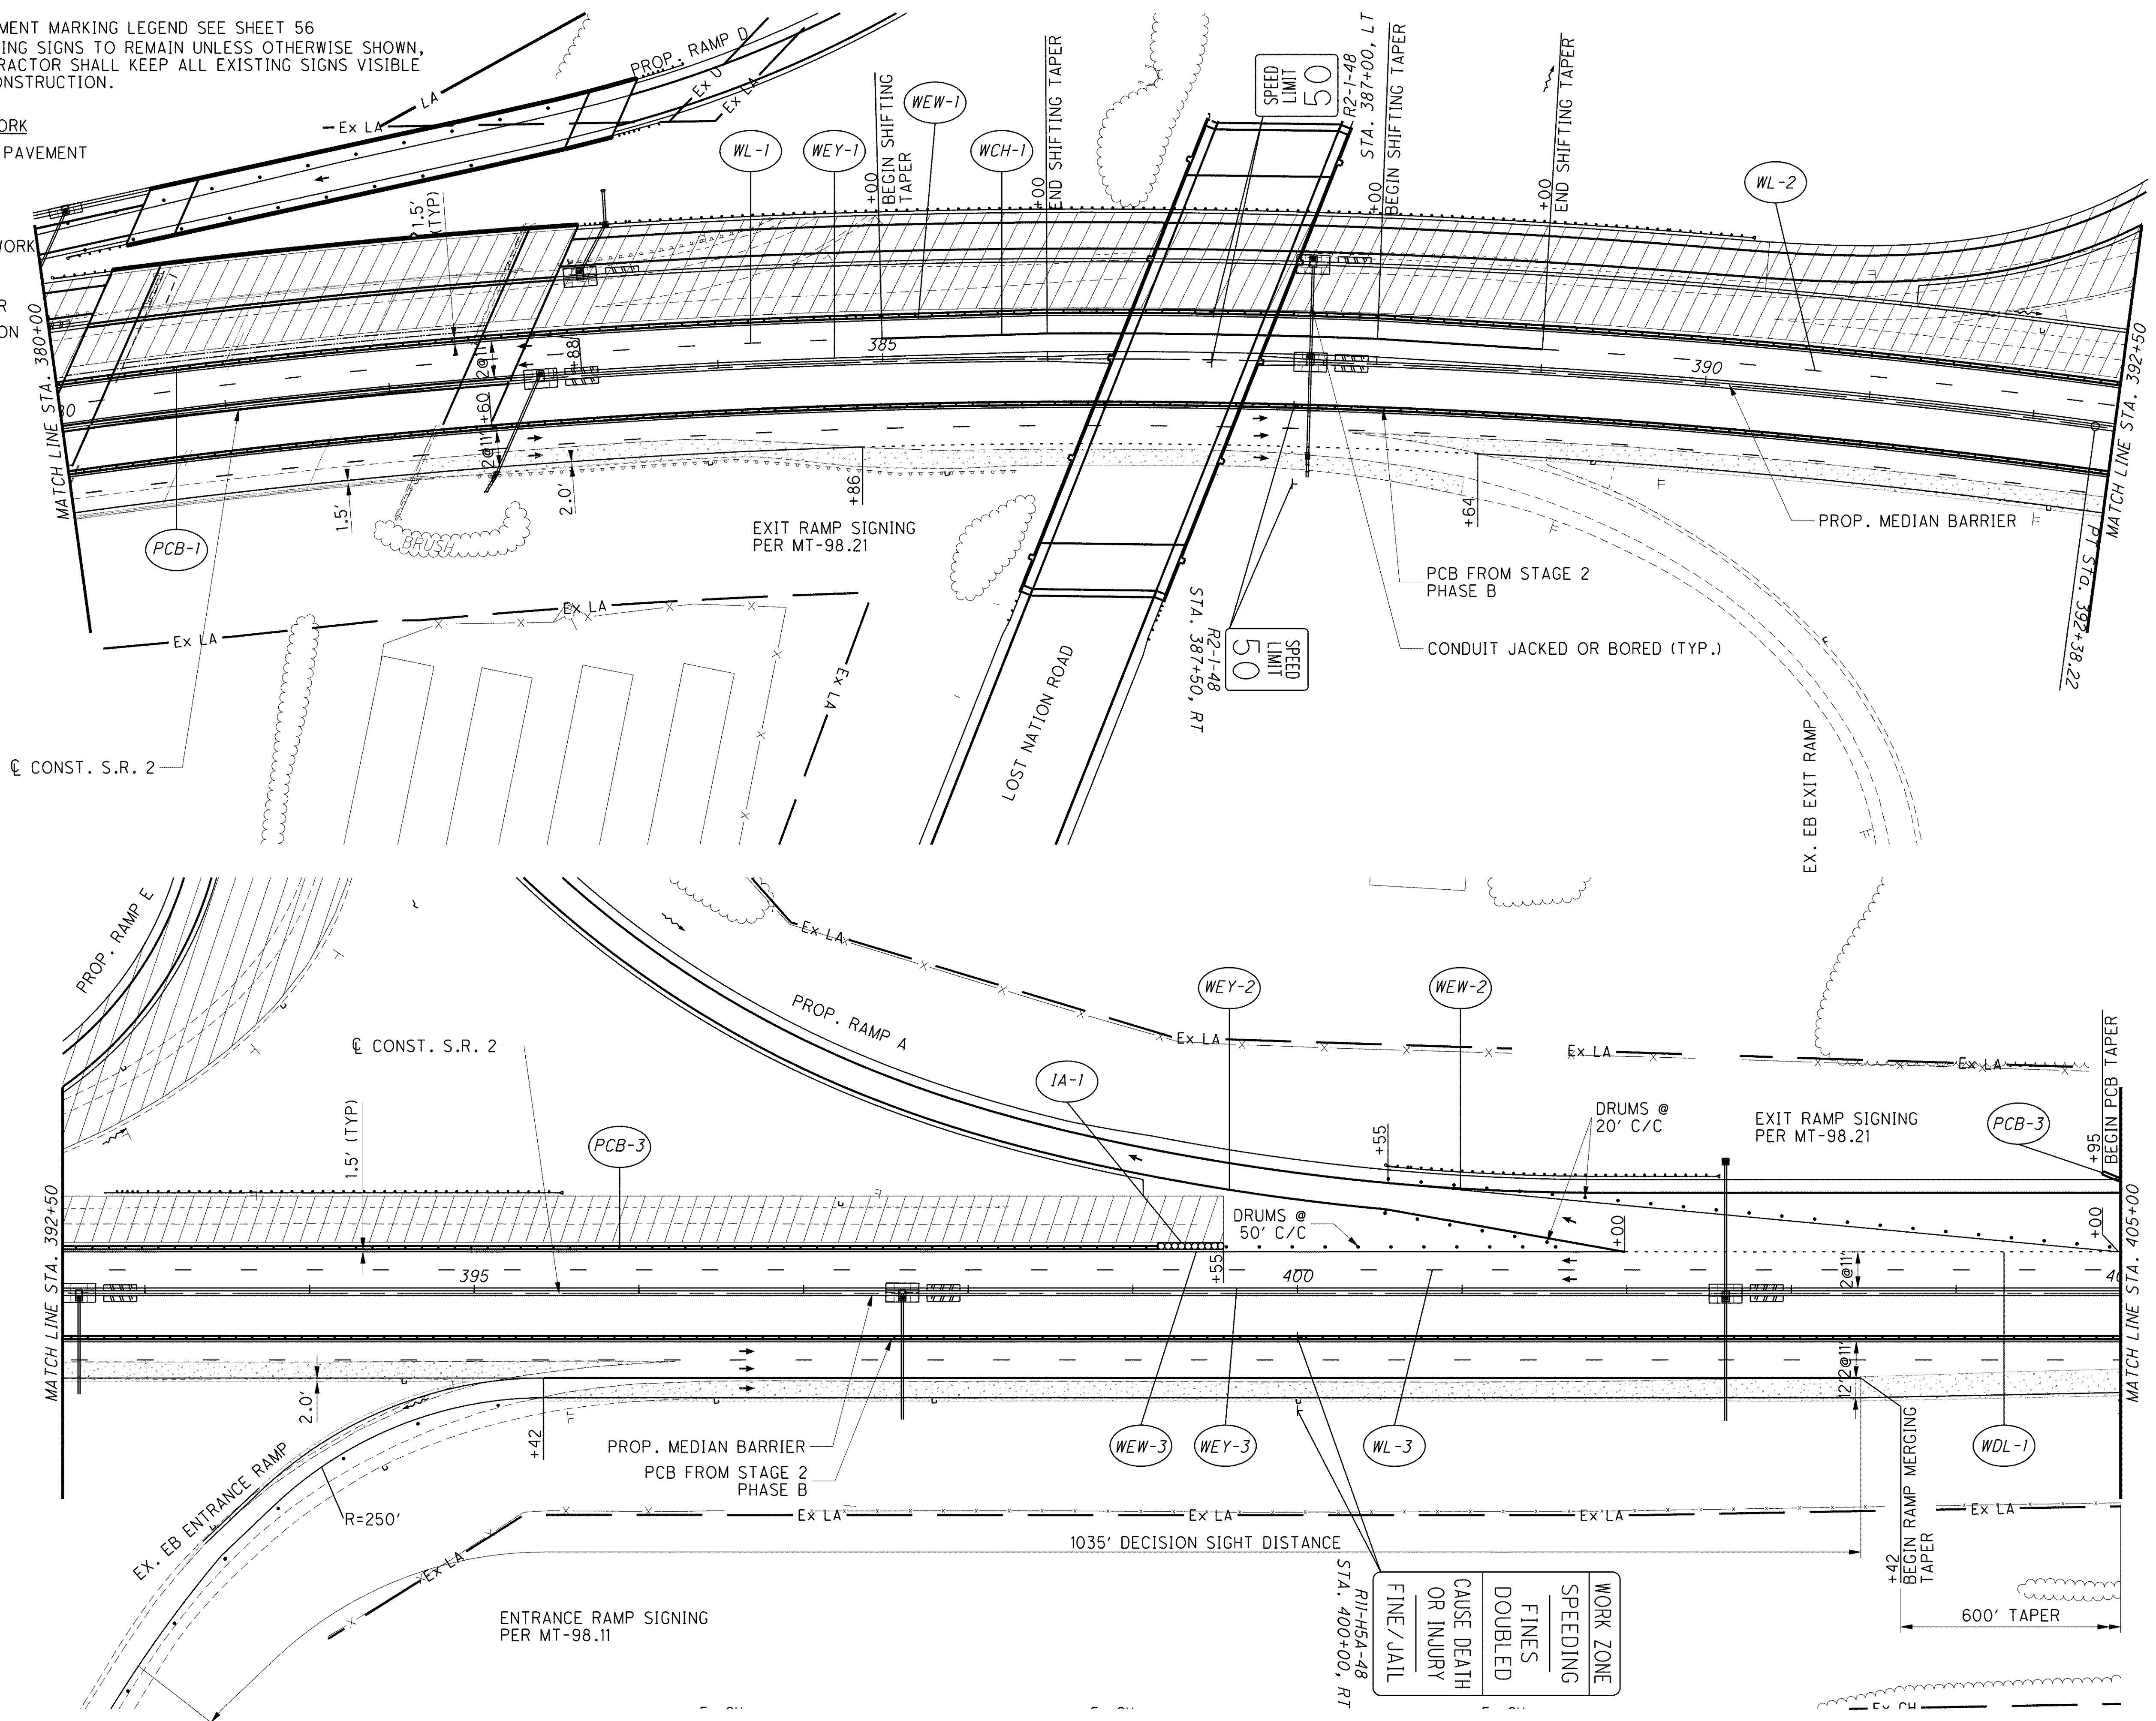 MENT MARKING LEGEND SEE SHEET 56
ING SIGNS TO REMAIN UNLESS OTHERWISE SHOWN,
RACTOR SHALL KEEP ALL EXISTING SIGNS VISIBLE
ONSTRUCTION.
ORK
PAVEMENT
WORK
R
ON
PROP. RAMP D
LA
Ex LA
Ex U
Ex LA
WL-1
WEY-1
WEW-1
WCH-1
WL-2
1.5'
(TYP)
+00
BEGIN SHIFTING
TAPER
+00
END SHIFTING TAPER
SPEED
LIMIT
50
R2-1-48
STA. 387+00, LT
+00
BEGIN SHIFTING TAPER
+00
END SHIFTING TAPER
MATCH LINE STA. 380+00
MATCH LINE STA. 392+50
80
385
390
2@11'
+88
+60
2@11'
1.5'
2.0'
+86
+64
PCB-1
BRUSH
EXIT RAMP SIGNING
PER MT-98.21
PROP. MEDIAN BARRIER
PT Sta. 392+38.22
PCB FROM STAGE 2
PHASE B
CONDUIT JACKED OR BORED (TYP.)
SPEED
LIMIT
50
R2-1-48
STA. 387+50, RT
Ex LA
Ex LA
Ex LA
LOST NATION ROAD
EX. EB EXIT RAMP
℄ CONST. S.R. 2
PROP. RAMP E
PROP. RAMP A
℄ CONST. S.R. 2
Ex LA
Ex LA
Ex LA
Ex LA
WEY-2
WEW-2
IA-1
PCB-3
PCB-3
1.5' (TYP)
DRUMS @
20' C/C
DRUMS @
50' C/C
EXIT RAMP SIGNING
PER MT-98.21
+55
+00
+95
BEGIN PCB TAPER
+00
+55
MATCH LINE STA. 392+50
MATCH LINE STA. 405+00
395
400
40
2@11'
2@11'
12'
2.0'
+42
PROP. MEDIAN BARRIER
PCB FROM STAGE 2
PHASE B
WEW-3
WEY-3
WL-3
WDL-1
EX. EB ENTRANCE RAMP
R=250'
Ex LA
Ex LA
Ex LA
Ex LA
Ex LA
1035' DECISION SIGHT DISTANCE
+42
BEGIN RAMP MERGING
TAPER
600' TAPER
ENTRANCE RAMP SIGNING
PER MT-98.11
WORK ZONE
SPEEDING
FINES
DOUBLED
CAUSE DEATH
OR INJURY
FINE/JAIL
R11-H5A-48
STA. 400+00, RT
Ex CH